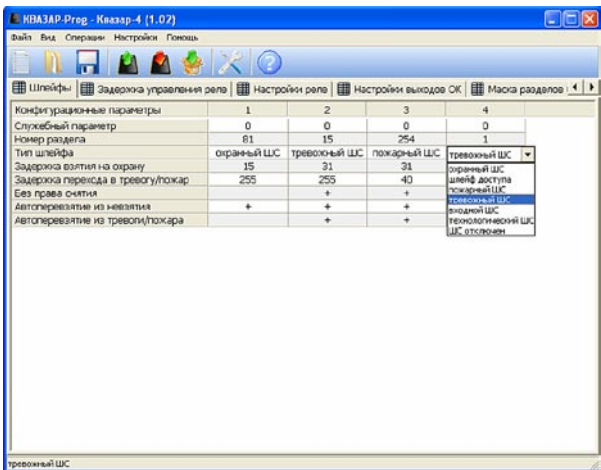 КВАЗАР-Prog - Квазар-4 (1.02)
Файл Вид Операции Настройки Помощь
Шлейфы Задержка управления реле Настройки реле Настройки выходов ОК Маска разделов
Конфигурационные параметры 1 2 3 4
Служебный параметр 0 0 0 0
Номер раздела 81 15 254 1
Тип шлейфа охранный ШС тревожный ШС пожарный ШС тревожный ШС
Задержка взятия на охрану 15 31 31
Задержка перехода в тревогу/пожар 255 255 40
Без права снятия + +
Автоперевзятие из невзятия + + +
Автоперевзятие из тревоги/пожара + +
охранный ШС
шлейф доступа
пожарный ШС
тревожный ШС
входной ШС
технологический ШС
ШС отключен
тревожный ШС